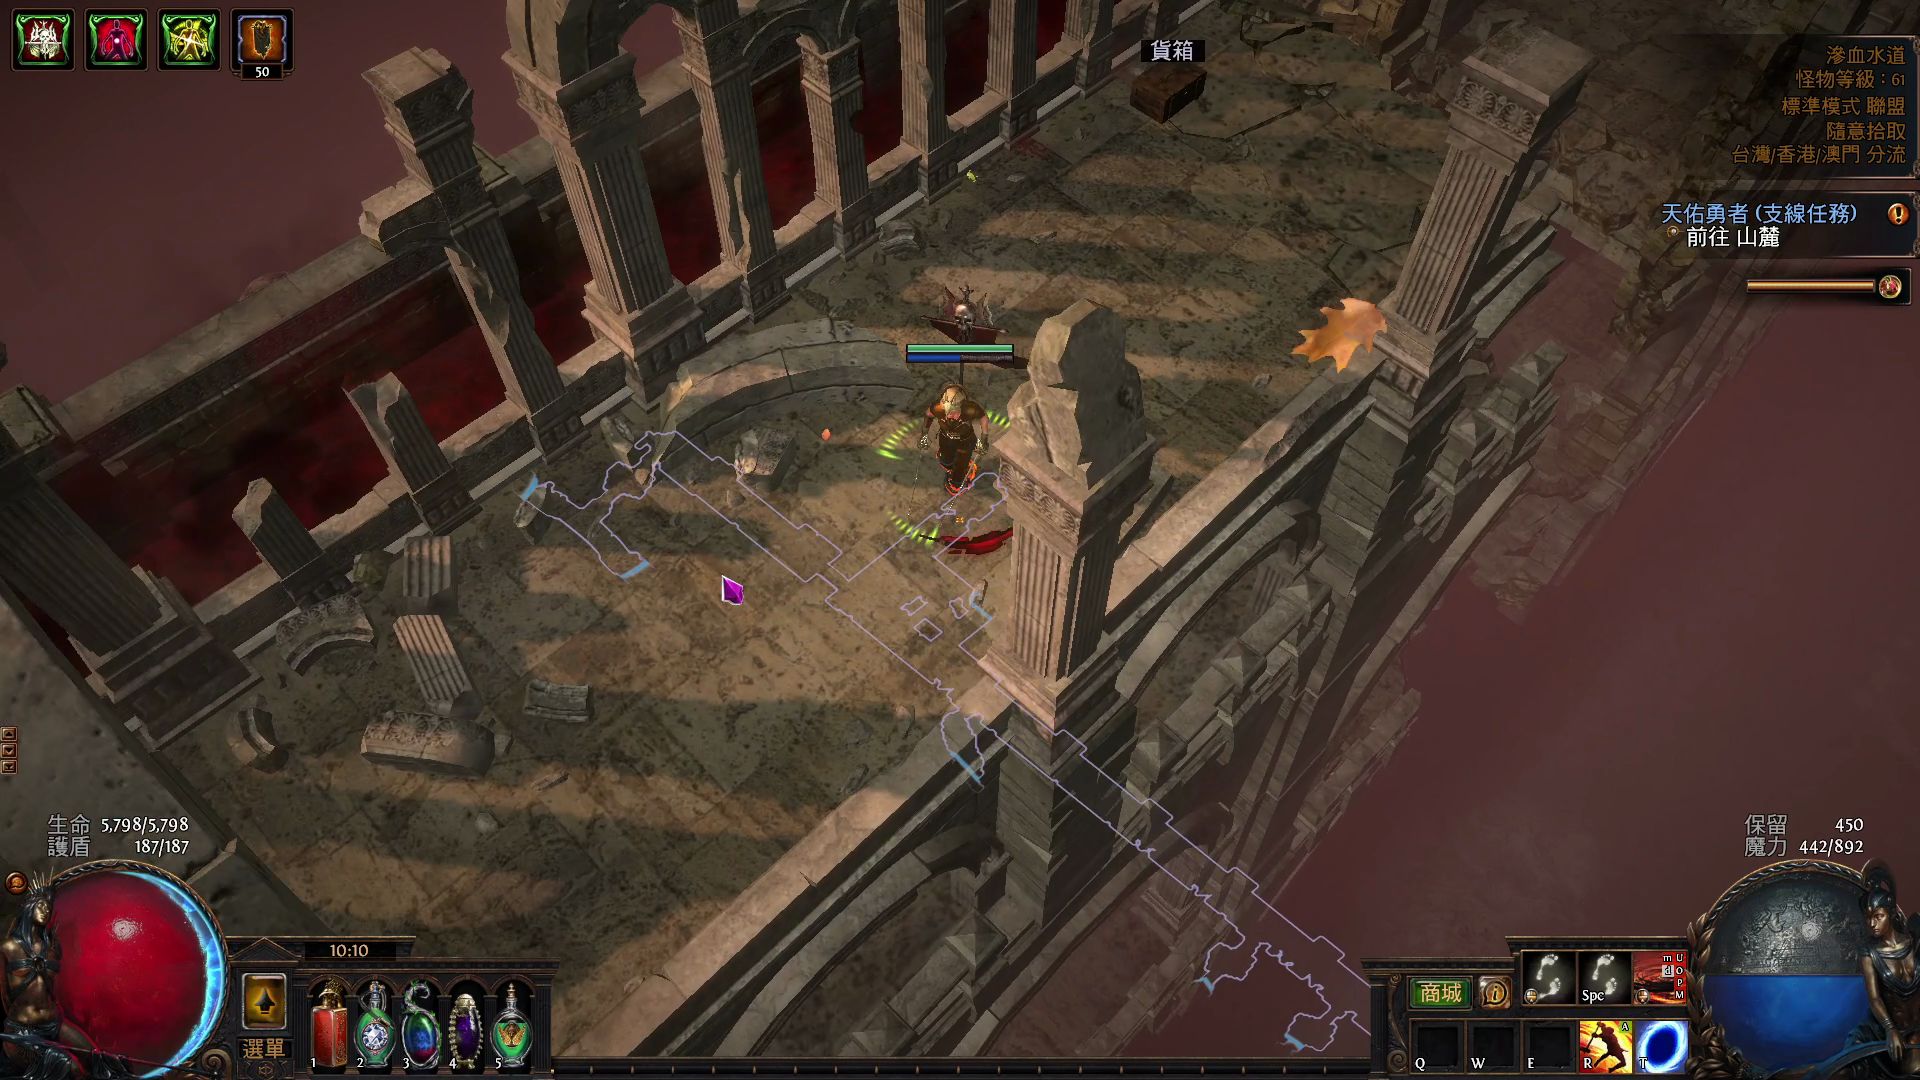 50
貨箱
滲血水道
怪物等級：61
標準模式 聯盟
隨意拾取
台灣/香港/澳門 分流
天佑勇者 (支線任務)
前往 山麓
生命 5,798/5,798
護盾 187/187
保留 450
魔力 442/892
10:10
選單
1 2 3 4 5
商城
Spc
Q W E R T
A